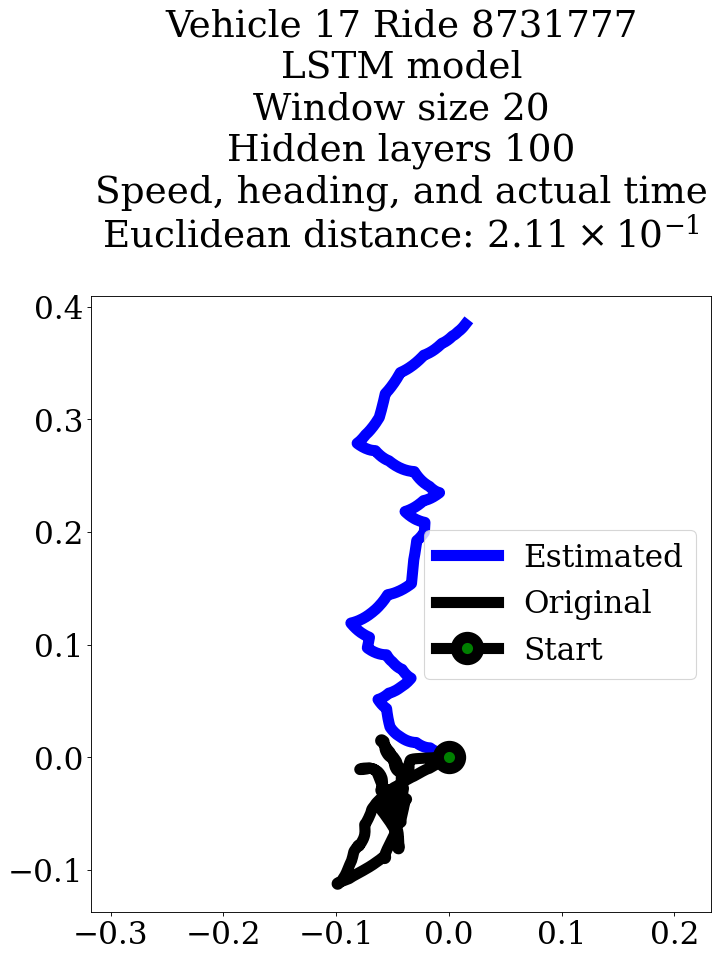 Vehicle 17 Ride 8731777
LSTM model
Window size 20
Hidden layers 100
Speed, heading, and actual time
Euclidean distance: 2.11 × 10⁻¹
0.4
0.3
0.2
0.1
0.0
−0.1
Estimated
Original
Start
−0.3 −0.2 −0.1 0.0 0.1 0.2